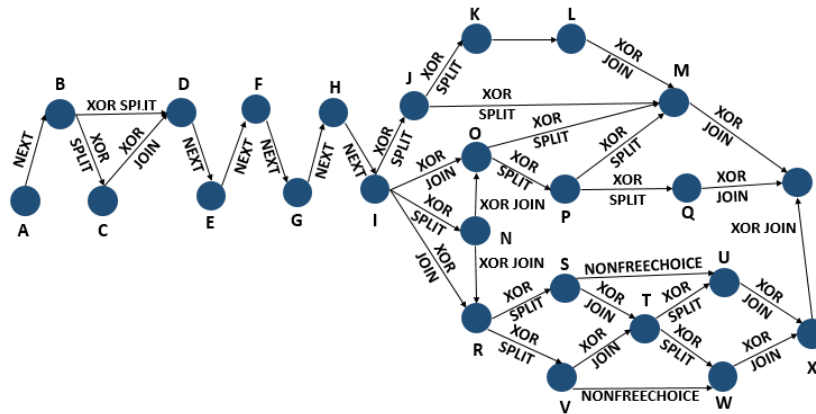 A
NEXT
B
XOR SPLIT
XOR
SPLIT
C
XOR
JOIN
D
NEXT
E
NEXT
F
NEXT
G
NEXT
H
NEXT
I
XOR
SPLIT
J
XOR
SPLIT
K
L
XOR
JOIN
XOR
SPLIT
M
XOR
JOIN
XOR
JOIN
O
XOR
SPLIT
XOR
SPLIT
P
XOR
SPLIT
XOR
SPLIT
Q
XOR
JOIN
XOR
SPLIT
N
XOR JOIN
XOR JOIN
XOR
JOIN
R
XOR
SPLIT
S
NONFREECHOICE
XOR
JOIN
T
XOR
SPLIT
U
XOR
JOIN
XOR
SPLIT
V
XOR
JOIN
NONFREECHOICE
XOR
SPLIT
W
XOR
JOIN
X
XOR JOIN